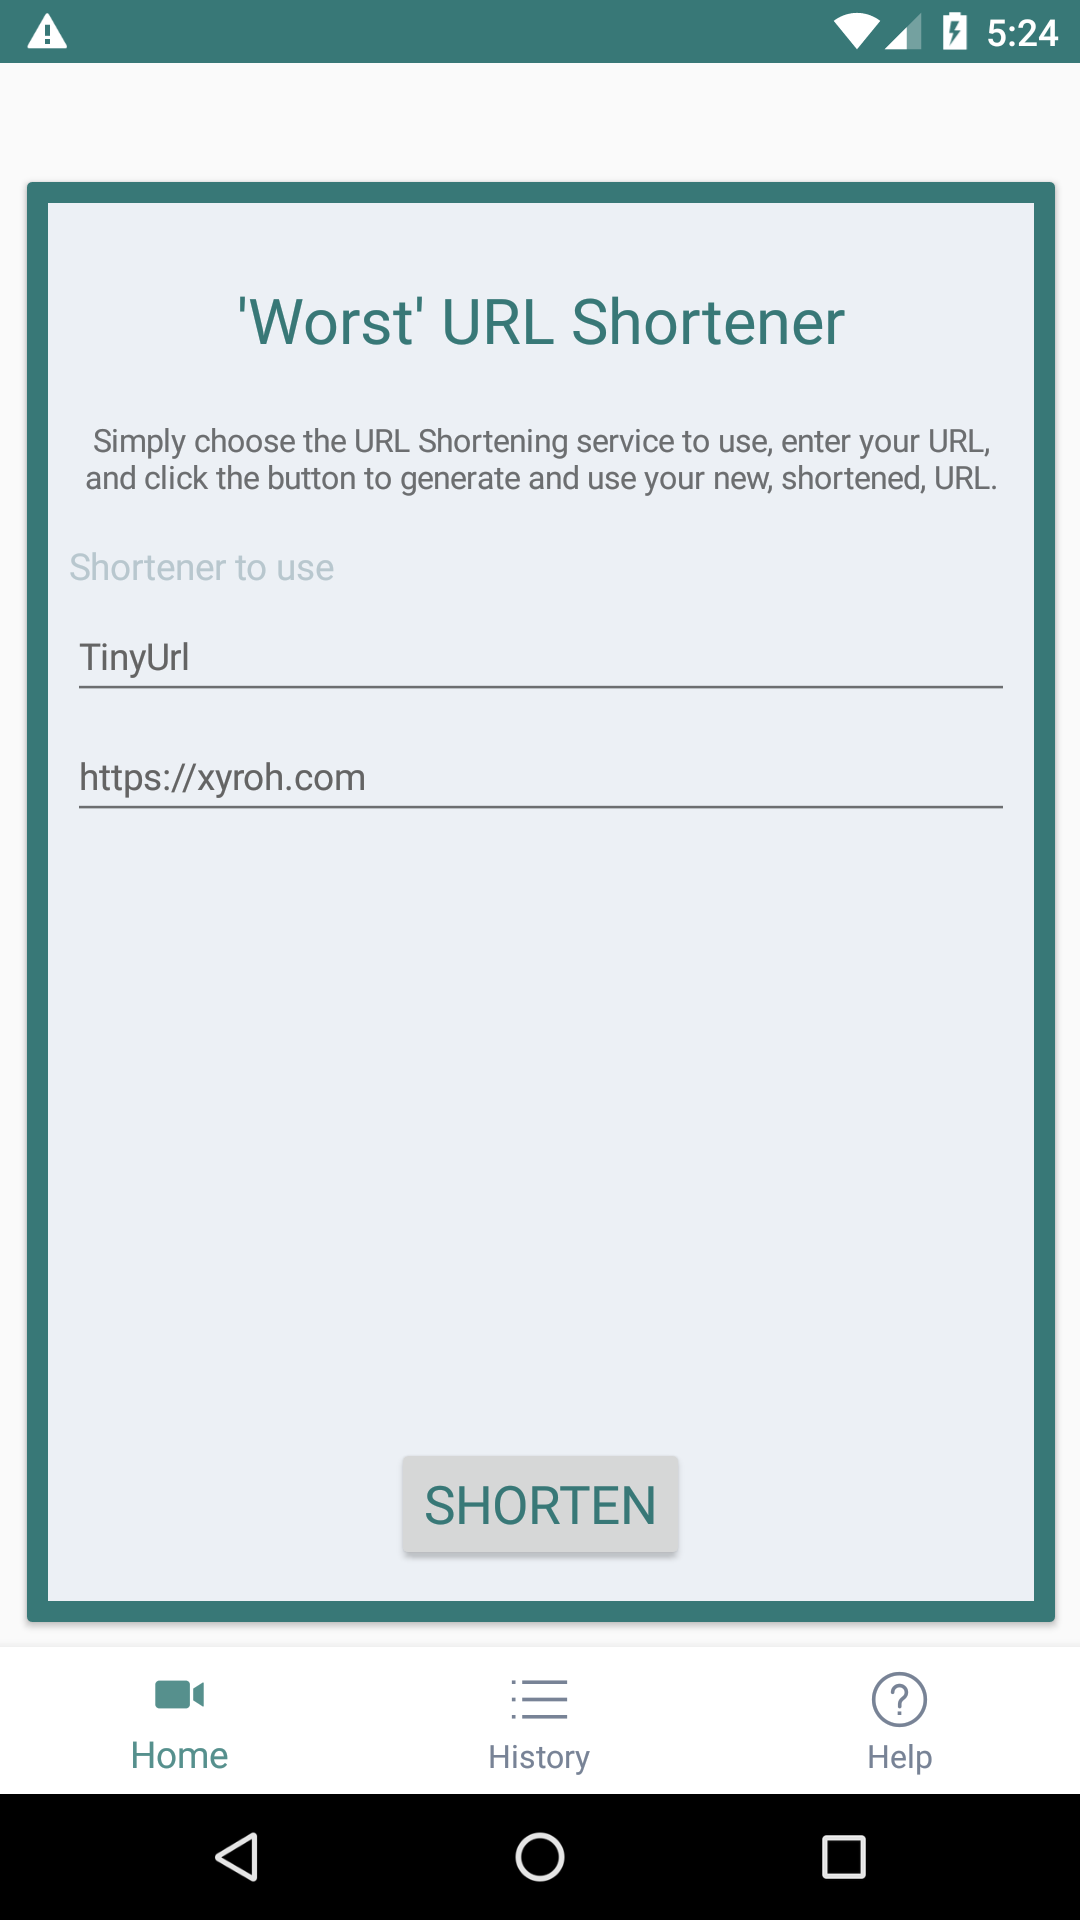 5:24
'Worst' URL Shortener
Simply choose the URL Shortening service to use, enter your URL,
and click the button to generate and use your new, shortened, URL.
Shortener to use
TinyUrl
https://xyroh.com
SHORTEN
Home
History
Help